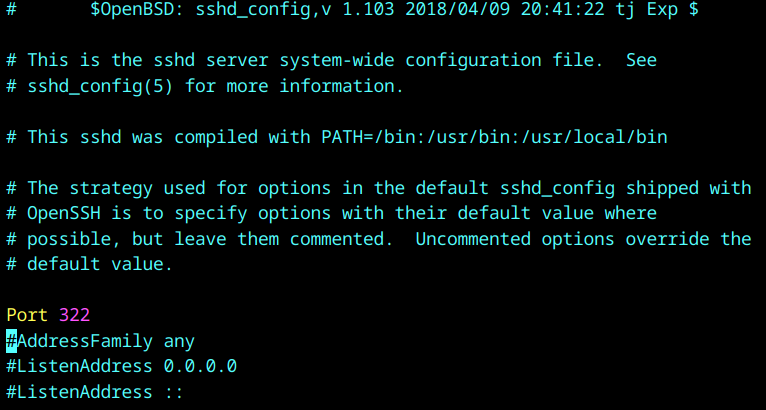 #       $OpenBSD: sshd_config,v 1.103 2018/04/09 20:41:22 tj Exp $

# This is the sshd server system-wide configuration file.  See
# sshd_config(5) for more information.

# This sshd was compiled with PATH=/bin:/usr/bin:/usr/local/bin

# The strategy used for options in the default sshd_config shipped with
# OpenSSH is to specify options with their default value where
# possible, but leave them commented.  Uncommented options override the
# default value.

Port 322
#AddressFamily any
#ListenAddress 0.0.0.0
#ListenAddress ::